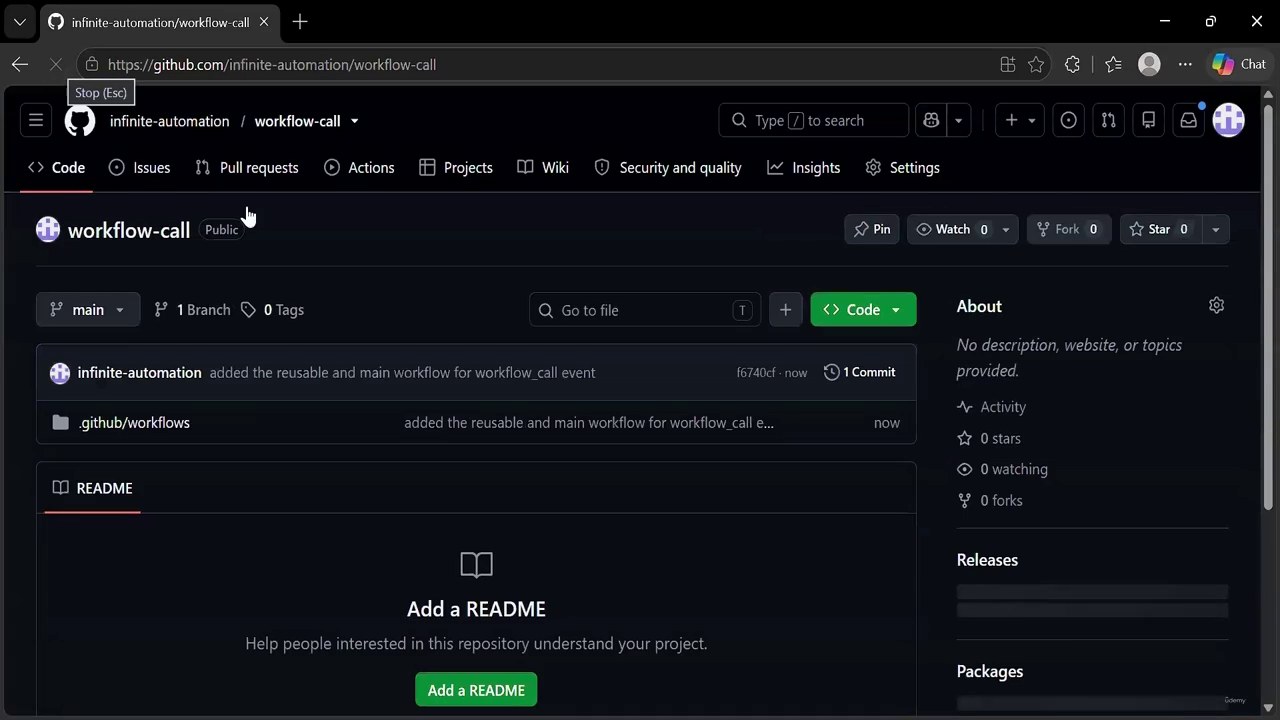 infinite-automation/workflow-call
https://github.com/infinite-automation/workflow-call
Chat
Stop (Esc)
infinite-automation / workflow-call
Type / to search
Code Issues Pull requests Actions Projects Wiki Security and quality Insights Settings
workflow-call Public
Pin Watch 0 Fork 0 Star 0
main 1 Branch 0 Tags Go to file T Code
About
No description, website, or topics
provided.
infinite-automation added the reusable and main workflow for workflow_call event f6740cf · now 1 Commit
.github/workflows added the reusable and main workflow for workflow_call e... now
Activity
0 stars
0 watching
0 forks
README
Add a README
Help people interested in this repository understand your project.
Add a README
Releases
Packages
Udemy